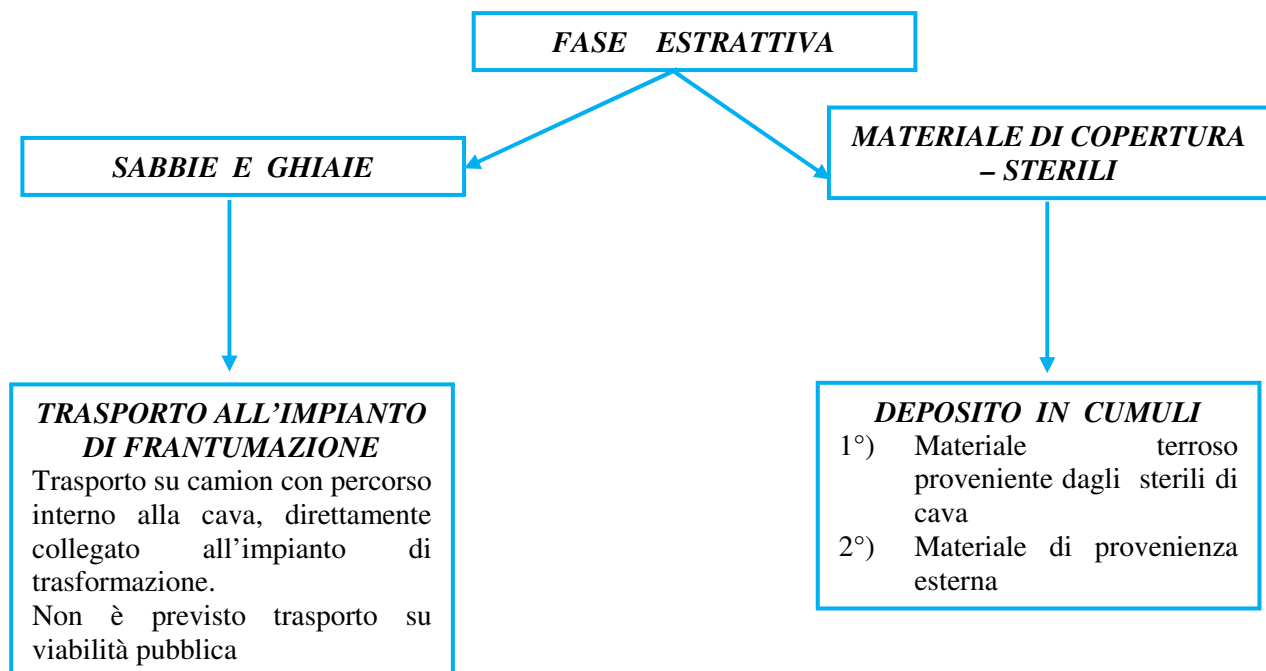 FASE ESTRATTIVA
SABBIE E GHIAIE
MATERIALE DI COPERTURA
– STERILI
TRASPORTO ALL’IMPIANTO
DI FRANTUMAZIONE
Trasporto su camion con percorso
interno alla cava, direttamente
collegato all’impianto di
trasformazione.
Non è previsto trasporto su
viabilità pubblica
DEPOSITO IN CUMULI
1°) Materiale terroso
proveniente dagli sterili di
cava
2°) Materiale di provenienza
esterna